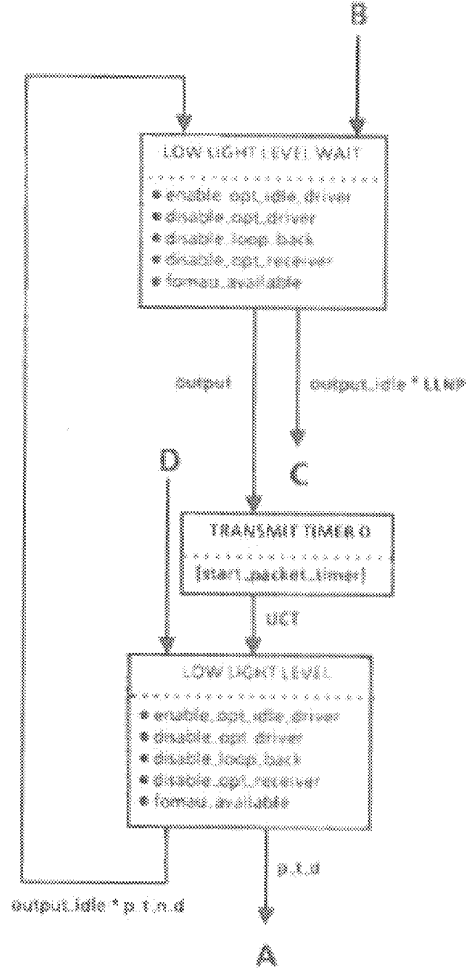 B
LOW LIGHT LEVEL WAIT
• enable_opt_idle_driver
• disable_opt_driver
• disable_loop_back
• disable_opt_receiver
• fomau_available
output
output_idle * LLNP
D
C
TRANSMIT TIMER 0
[start_packet_timer]
UCT
LOW LIGHT LEVEL
• enable_opt_idle_driver
• disable_opt_driver
• disable_loop_back
• disable_opt_receiver
• fomau_available
p_t_d
output_idle * p_t_n_d
A